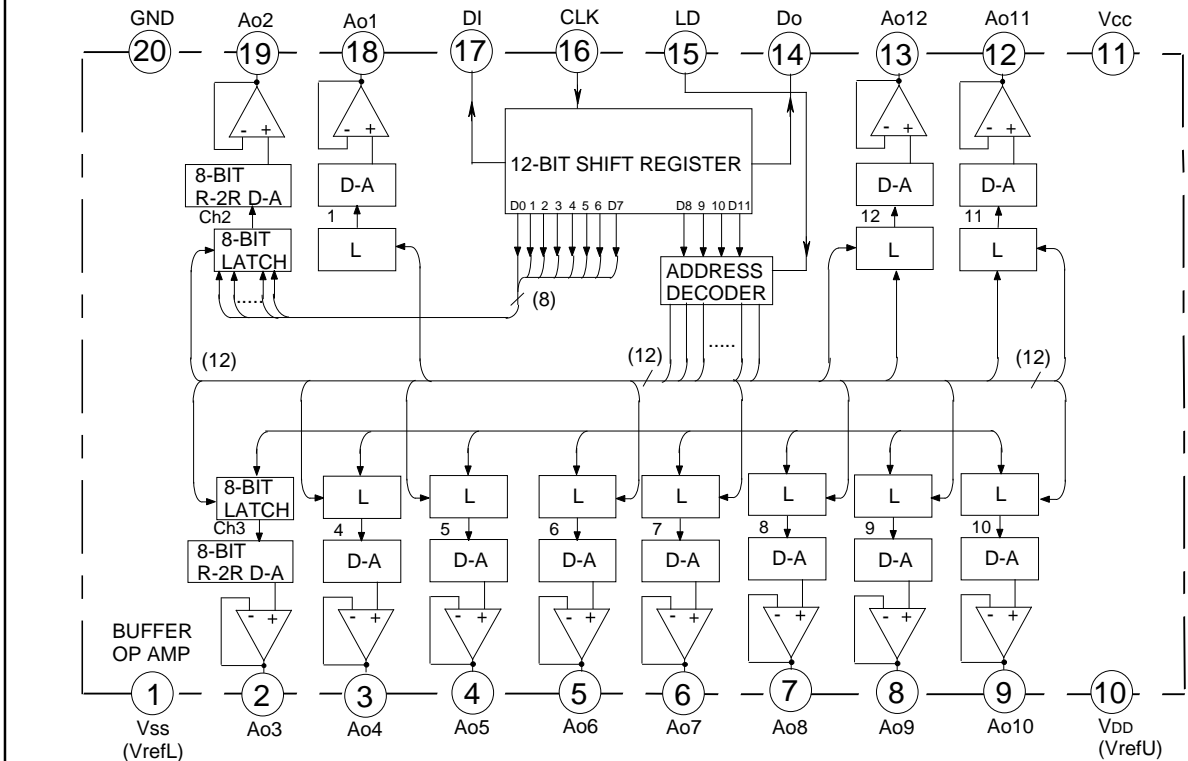 GND Ao2 Ao1 DI CLK LD Do Ao12 Ao11 Vcc
20 19 18 17 16 15 14 13 12 11
- + - + - + - +
12-BIT SHIFT REGISTER
8-BIT
R-2R D-A
D-A
D-A
D-A
D0 1 2 3 4 5 6 D7 D8 9 10 D11
Ch2 1 12 11
8-BIT
LATCH
L
L
L
ADDRESS
DECODER
..... (8)
.....
(12) (12) (12)
8-BIT
LATCH
L L L L L L L
Ch3 4 5 6 7 8 9 10
8-BIT
R-2R D-A
D-A D-A D-A D-A D-A D-A D-A
- + - + - + - + - + - + - + - +
BUFFER
OP AMP
1 2 3 4 5 6 7 8 9 10
Vss Ao3 Ao4 Ao5 Ao6 Ao7 Ao8 Ao9 Ao10 VDD
(VrefL) (VrefU)